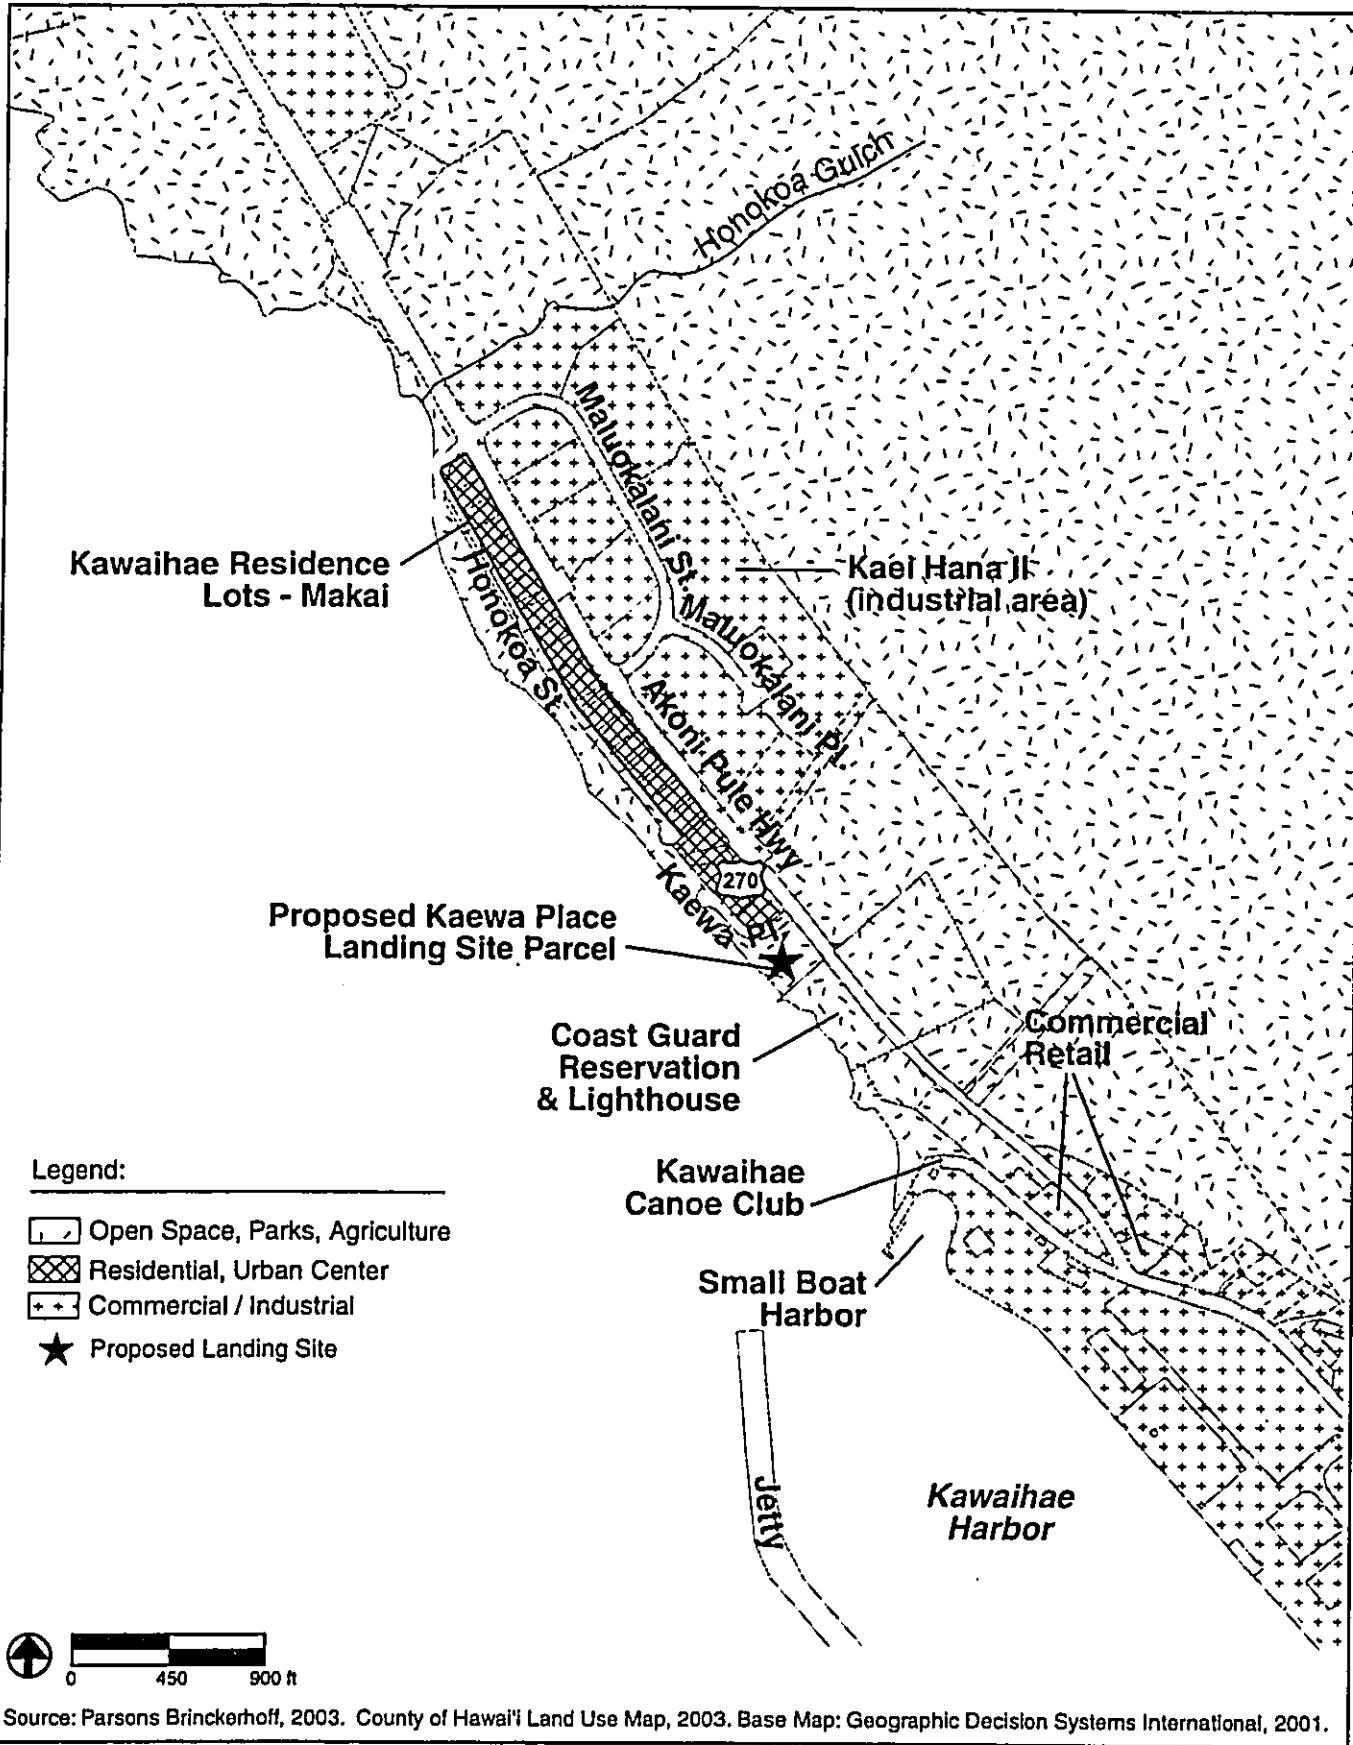 Honokoa Gulch
Maluokalani St.
Kawaihae Residence
Lots - Makai
Honokoa St.
Kaei Hana II
(industrial area)
Maluokalani Pl.
Akoni Pule Hwy
270
Kaewa Pl.
Proposed Kaewa Place
Landing Site Parcel
Coast Guard
Reservation
& Lighthouse
Commercial
Retail
Kawaihae
Canoe Club
Small Boat
Harbor
Legend:
Open Space, Parks, Agriculture
Residential, Urban Center
Commercial / Industrial
Proposed Landing Site
Jetty
Kawaihae
Harbor
0 450 900 ft
Source: Parsons Brinckerhoff, 2003. County of Hawai'i Land Use Map, 2003. Base Map: Geographic Decision Systems International, 2001.